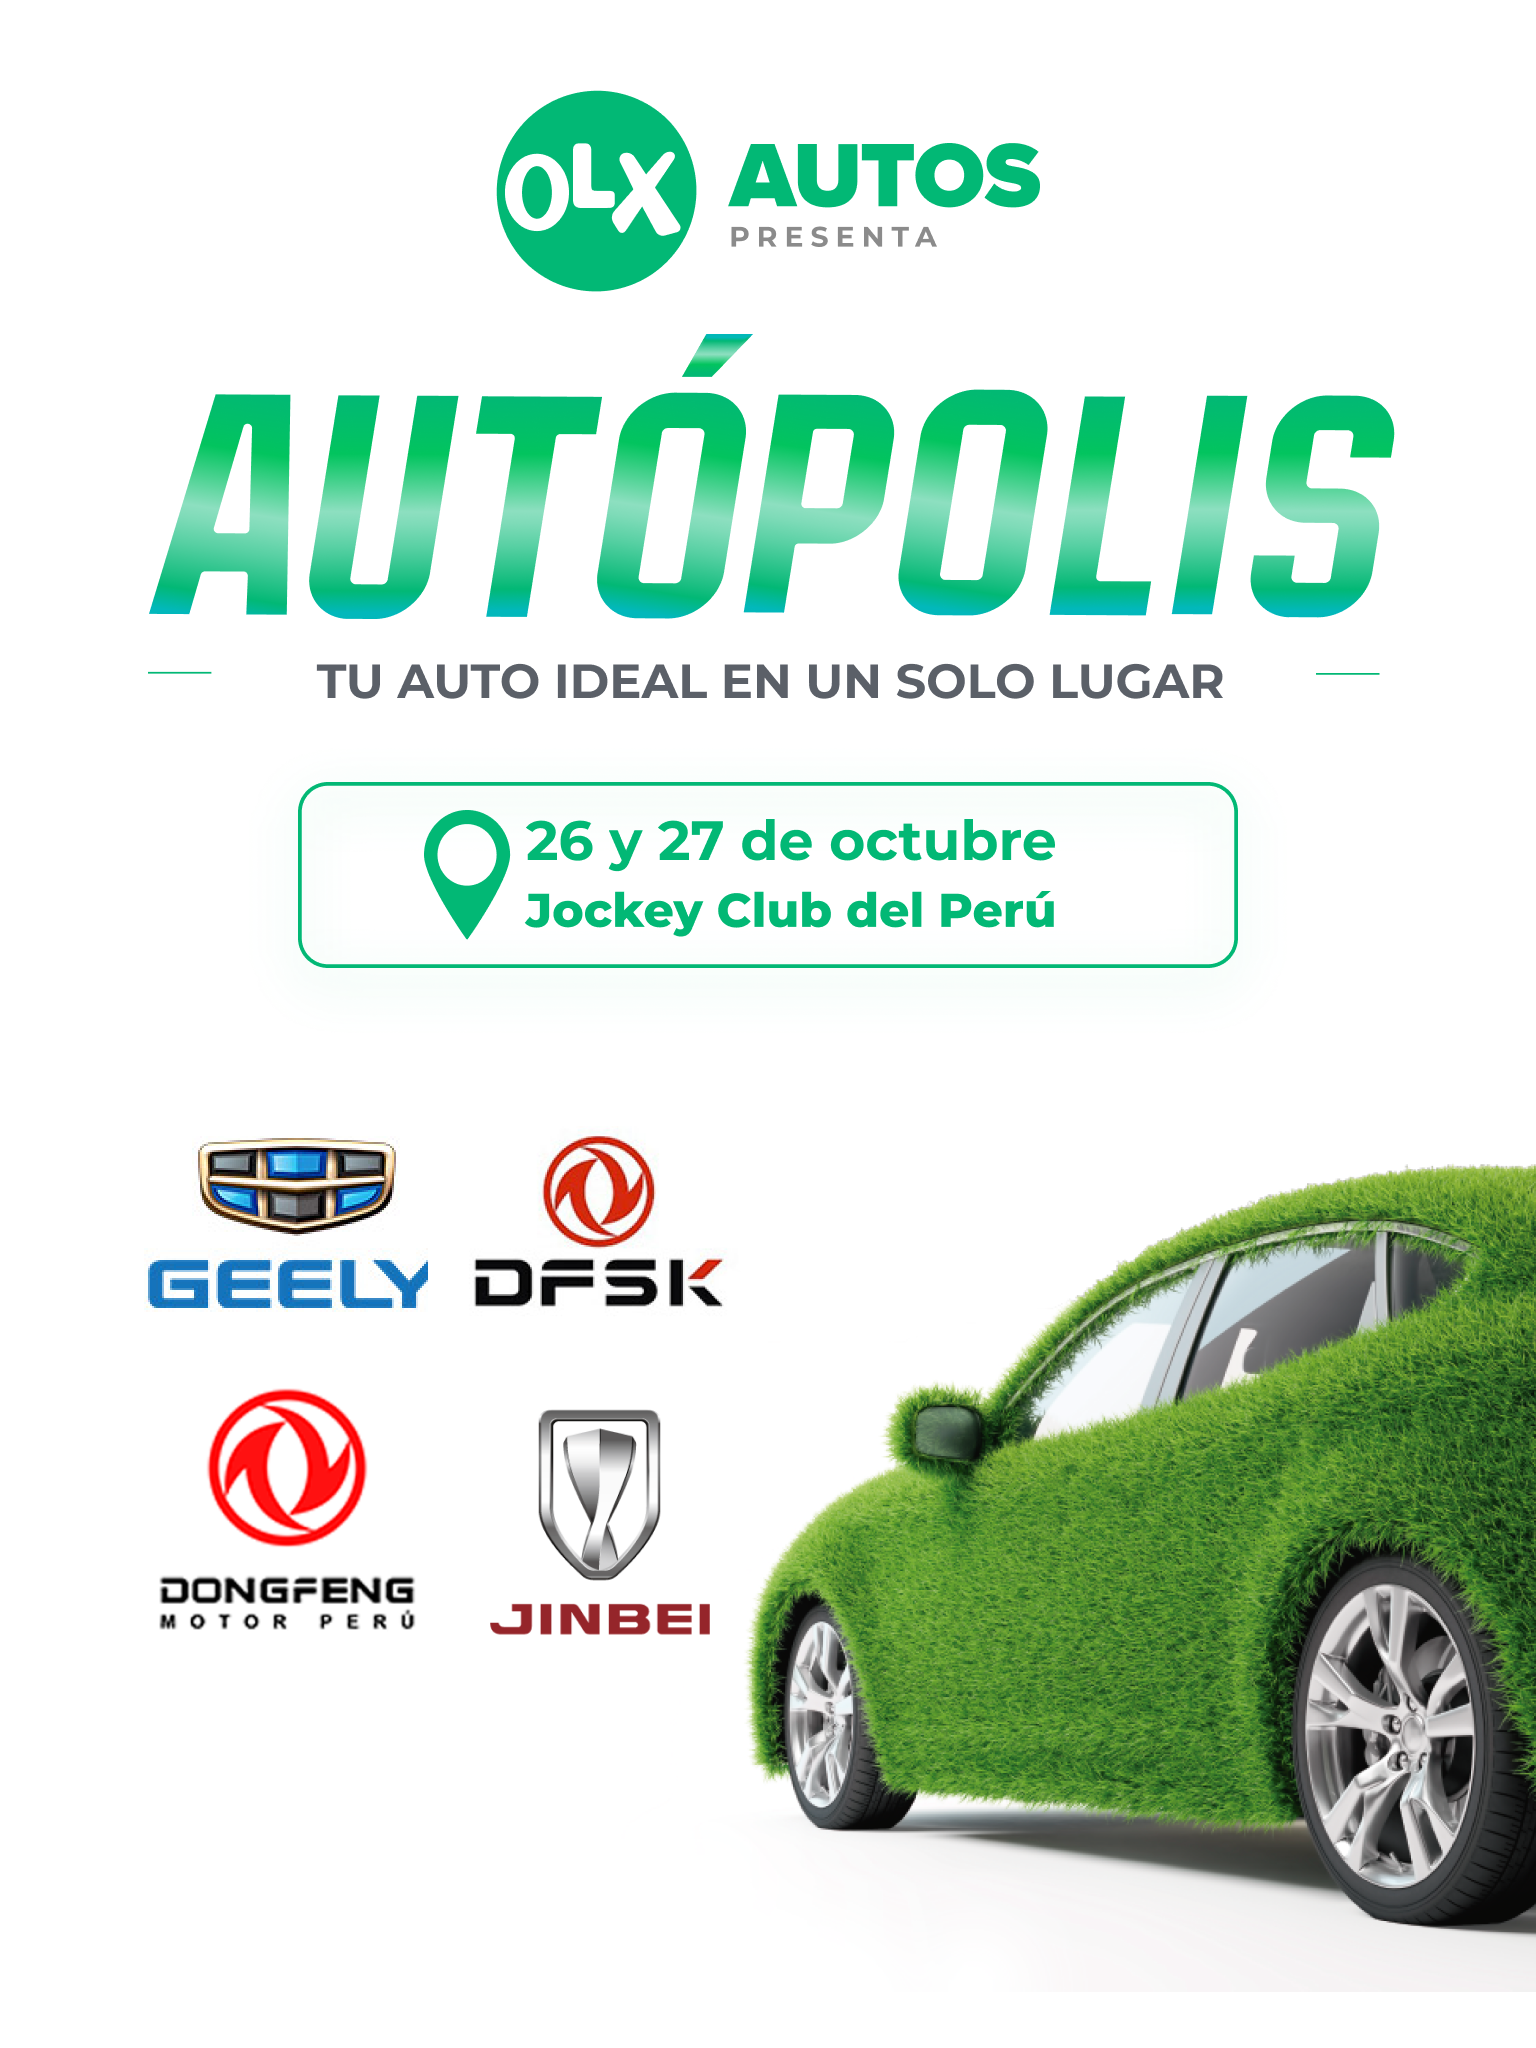 OLX AUTOS
PRESENTA
AUTÓPOLIS
TU AUTO IDEAL EN UN SOLO LUGAR
26 y 27 de octubre
Jockey Club del Perú
GEELY
DFSK
DONGFENG
MOTOR PERÚ
JINBEI